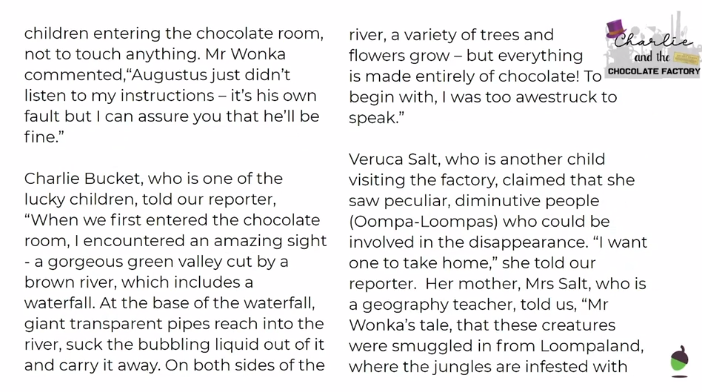 children entering the chocolate room,
not to touch anything. Mr Wonka
commented,“Augustus just didn’t
listen to my instructions – it’s his own
fault but I can assure you that he’ll be
fine.”
Charlie Bucket, who is one of the
lucky children, told our reporter,
“When we first entered the chocolate
room, I encountered an amazing sight
- a gorgeous green valley cut by a
brown river, which includes a
waterfall. At the base of the waterfall,
giant transparent pipes reach into the
river, suck the bubbling liquid out of it
and carry it away. On both sides of the
river, a variety of trees and
flowers grow – but everything
is made entirely of chocolate! To
begin with, I was too awestruck to
speak.”
Veruca Salt, who is another child
visiting the factory, claimed that she
saw peculiar, diminutive people
(Oompa-Loompas) who could be
involved in the disappearance. “I want
one to take home,” she told our
reporter.  Her mother, Mrs Salt, who is
a geography teacher, told us, “Mr
Wonka’s tale, that these creatures
were smuggled in from Loompaland,
where the jungles are infested with
Charlie
and the
CHOCOLATE FACTORY